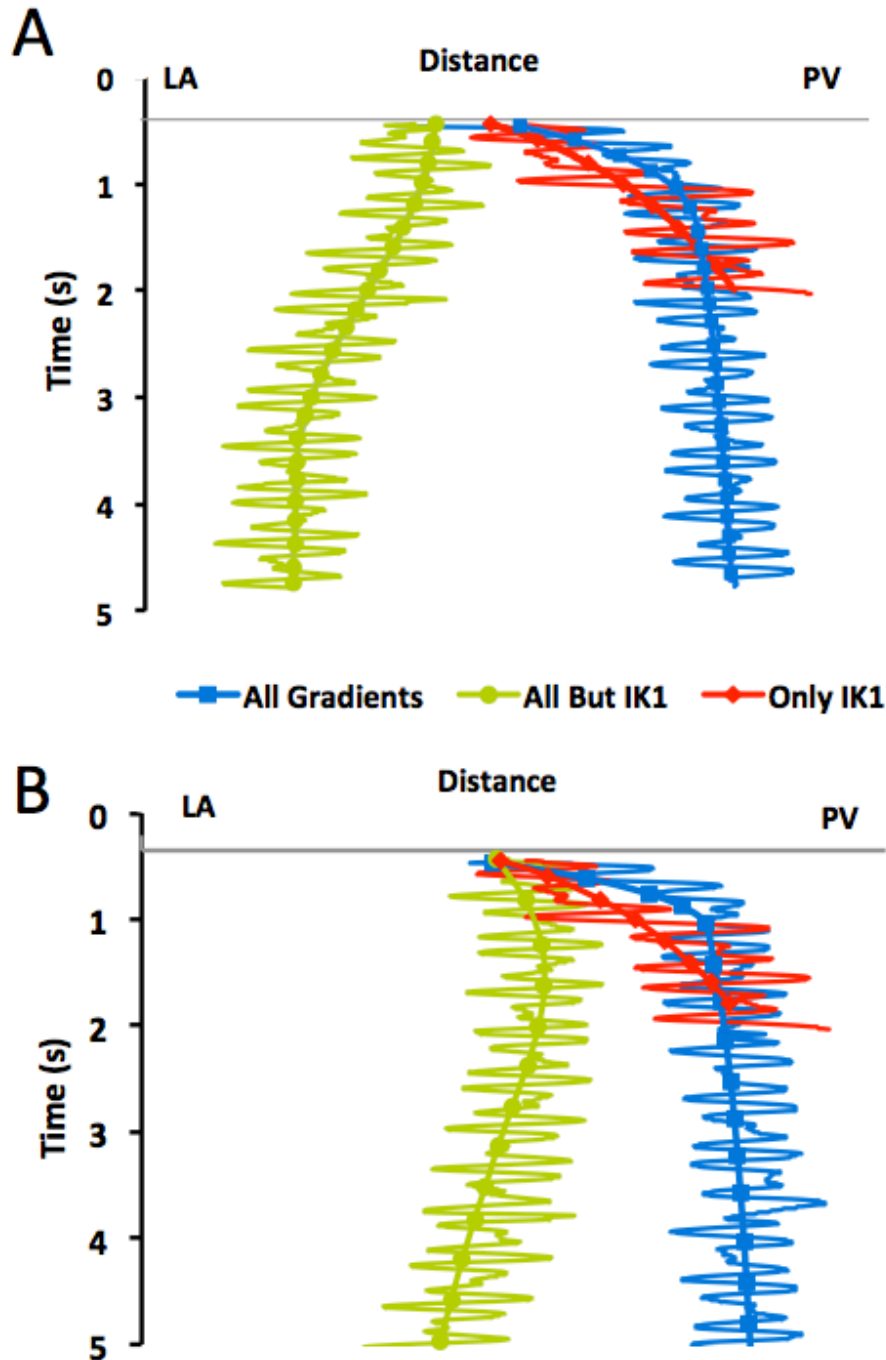 A
Distance
LA
PV
0
1
2
3
4
5
Time (s)
All Gradients All But IK1 Only IK1
B
Distance
LA
PV
0
1
2
3
4
5
Time (s)